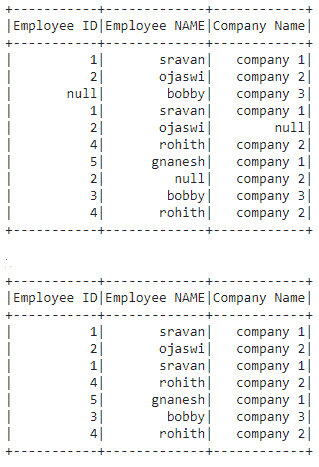 +-----------+-------------+------------+
|Employee ID|Employee NAME|Company Name|
+-----------+-------------+------------+
|          1|       sravan|   company 1|
|          2|       ojaswi|   company 2|
|       null|        bobby|   company 3|
|          1|       sravan|   company 1|
|          2|       ojaswi|        null|
|          4|       rohith|   company 2|
|          5|      gnanesh|   company 1|
|          2|         null|   company 2|
|          3|        bobby|   company 3|
|          4|       rohith|   company 2|
+-----------+-------------+------------+
+-----------+-------------+------------+
|Employee ID|Employee NAME|Company Name|
+-----------+-------------+------------+
|          1|       sravan|   company 1|
|          2|       ojaswi|   company 2|
|          1|       sravan|   company 1|
|          4|       rohith|   company 2|
|          5|      gnanesh|   company 1|
|          3|        bobby|   company 3|
|          4|       rohith|   company 2|
+-----------+-------------+------------+